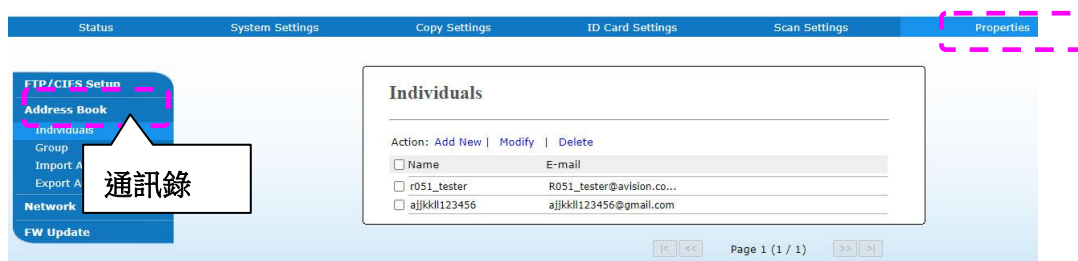 Status System Settings Copy Settings ID Card Settings Scan Settings Properties
FTP/CIFS Setup
Address Book
Individuals
Group
Import A
Export A
Network
FW Update
通訊錄
Individuals
Action: Add New | Modify | Delete
Name E-mail
r051_tester R051_tester@avision.co...
ajjkkll123456 ajjkkll123456@gmail.com
|< << Page 1 (1 / 1) >> >|